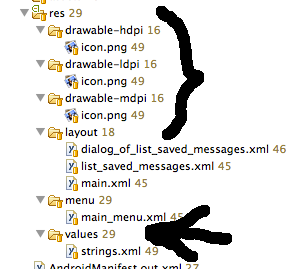 res 29
drawable-hdpi 16
icon.png 49
drawable-ldpi 16
icon.png 49
drawable-mdpi 16
icon.png 49
layout 18
dialog_of_list_saved_messages.xml 46
list_saved_messages.xml 45
main.xml 45
menu 29
main_menu.xml 45
values 29
strings.xml 49
AndroidManifest.out.xml 27